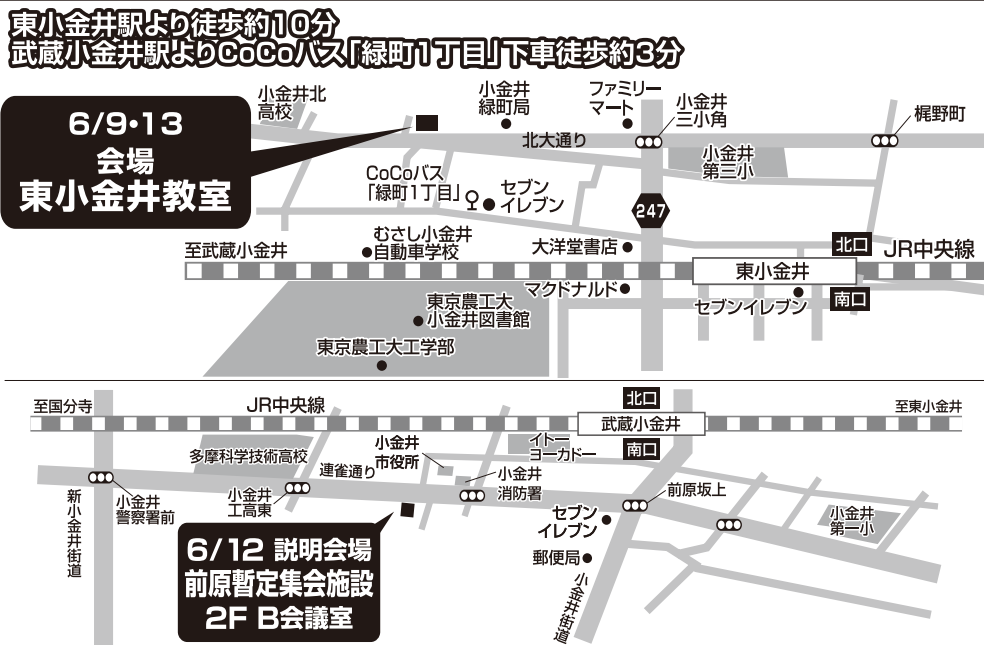 東小金井駅より徒歩約10分
武蔵小金井駅よりCoCoバス「緑町1丁目」下車徒歩約3分
小金井北
高校
小金井
緑町局
ファミリー
マート
小金井
三小角
梶野町
6/9・13
会場
東小金井教室
北大通り
小金井
第三小
CoCoバス
「緑町1丁目」
セブン
イレブン
247
むさし小金井
自動車学校
大洋堂書店
北口
JR中央線
至武蔵小金井
東小金井
マクドナルド
セブンイレブン
南口
東京農工大
小金井図書館
東京農工大工学部
至国分寺
JR中央線
北口
武蔵小金井
至東小金井
南口
イトー
ヨーカドー
多摩科学技術高校
連雀通り
小金井
市役所
小金井
消防署
前原坂上
新小金井街道
小金井
警察署前
小金井
工高東
セブン
イレブン
小金井
第一小
郵便局
小金井街道
6/12 説明会場
前原暫定集会施設
2F B会議室